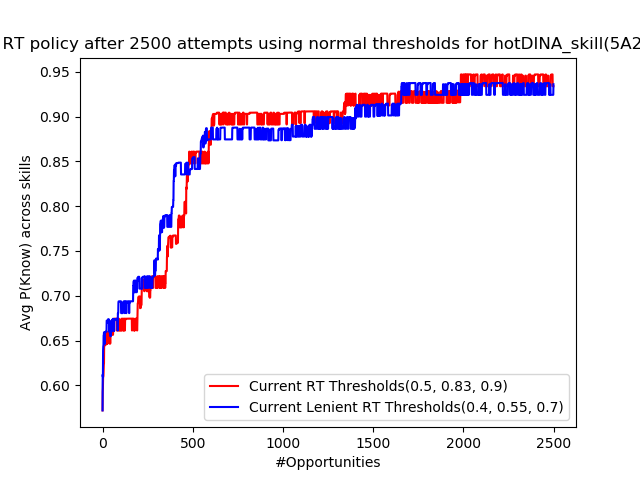 RT policy after 2500 attempts using normal thresholds for hotDINA_skill(5A2
0.95
0.90
0.85
0.80
0.75
0.70
0.65
0.60
Avg P(Know) across skills
Current RT Thresholds(0.5, 0.83, 0.9)
Current Lenient RT Thresholds(0.4, 0.55, 0.7)
0 500 1000 1500 2000 2500
#Opportunities